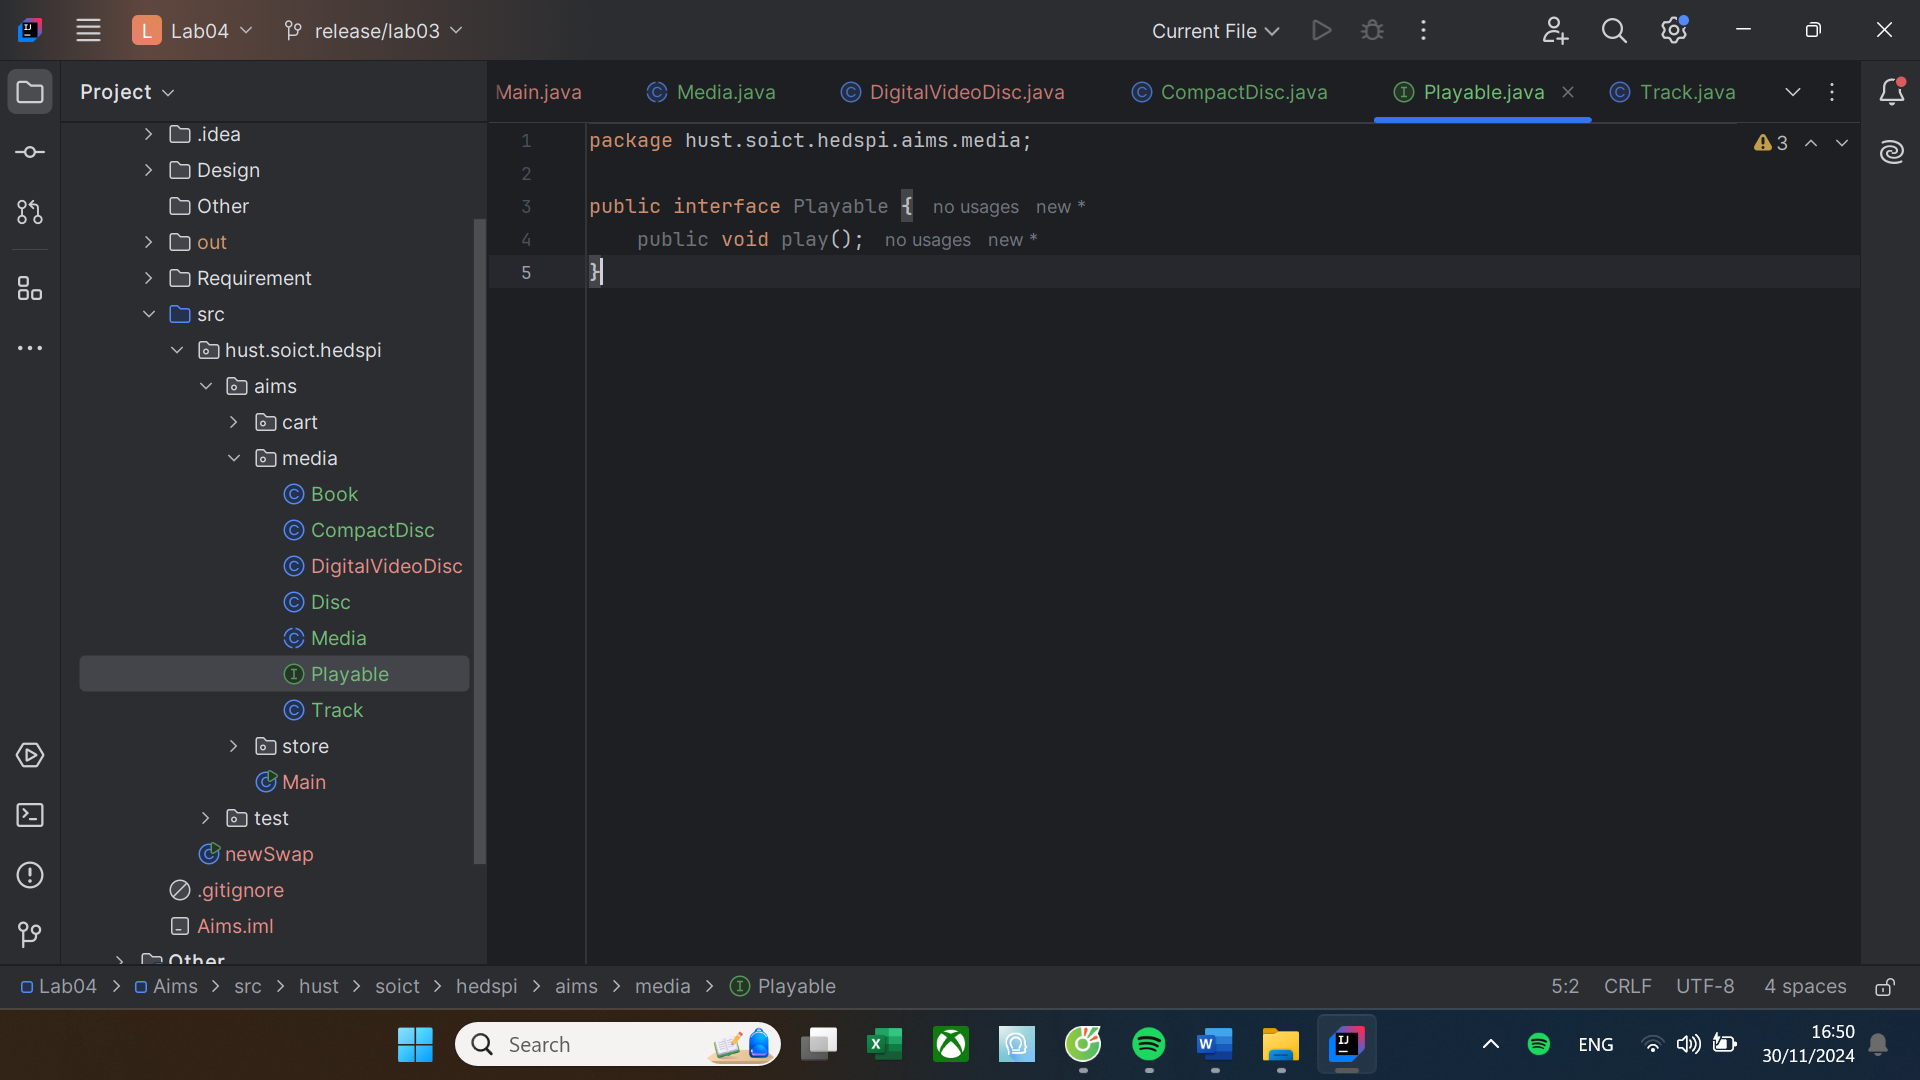 L Lab04 release/lab03 Current File
Project
Main.java Media.java DigitalVideoDisc.java CompactDisc.java Playable.java Track.java
.idea
Design
Other
out
Requirement
src
hust.soict.hedspi
aims
cart
media
Book
CompactDisc
DigitalVideoDisc
Disc
Media
Playable
Track
store
Main
test
newSwap
.gitignore
Aims.iml
Other
1 package hust.soict.hedspi.aims.media;
2
3 public interface Playable { no usages new *
4 public void play(); no usages new *
5 }
3
Lab04 > Aims > src > hust > soict > hedspi > aims > media > Playable
5:2 CRLF UTF-8 4 spaces
Search
ENG
16:50
30/11/2024